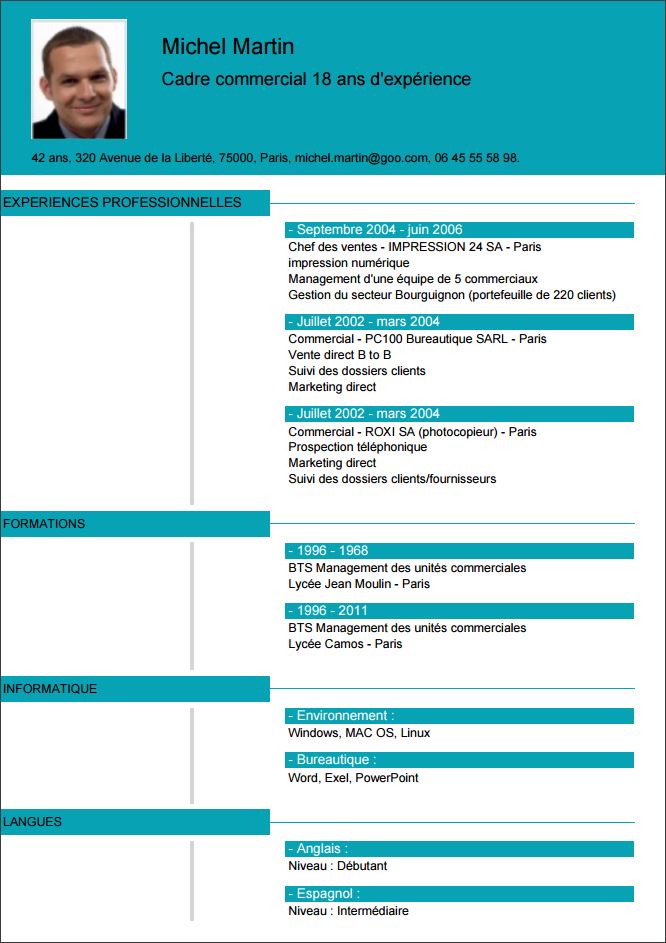 Michel Martin
Cadre commercial 18 ans d'expérience
42 ans, 320 Avenue de la Liberté, 75000, Paris, michel.martin@goo.com, 06 45 55 58 98.
EXPERIENCES PROFESSIONNELLES
- Septembre 2004 - juin 2006
Chef des ventes - IMPRESSION 24 SA - Paris
impression numérique
Management d'une équipe de 5 commerciaux
Gestion du secteur Bourguignon (portefeuille de 220 clients)
- Juillet 2002 - mars 2004
Commercial - PC100 Bureautique SARL - Paris
Vente direct B to B
Suivi des dossiers clients
Marketing direct
- Juillet 2002 - mars 2004
Commercial - ROXI SA (photocopieur) - Paris
Prospection téléphonique
Marketing direct
Suivi des dossiers clients/fournisseurs
FORMATIONS
- 1996 - 1968
BTS Management des unités commerciales
Lycée Jean Moulin - Paris
- 1996 - 2011
BTS Management des unités commerciales
Lycée Camos - Paris
INFORMATIQUE
- Environnement :
Windows, MAC OS, Linux
- Bureautique :
Word, Exel, PowerPoint
LANGUES
- Anglais :
Niveau : Débutant
- Espagnol :
Niveau : Intermédiaire